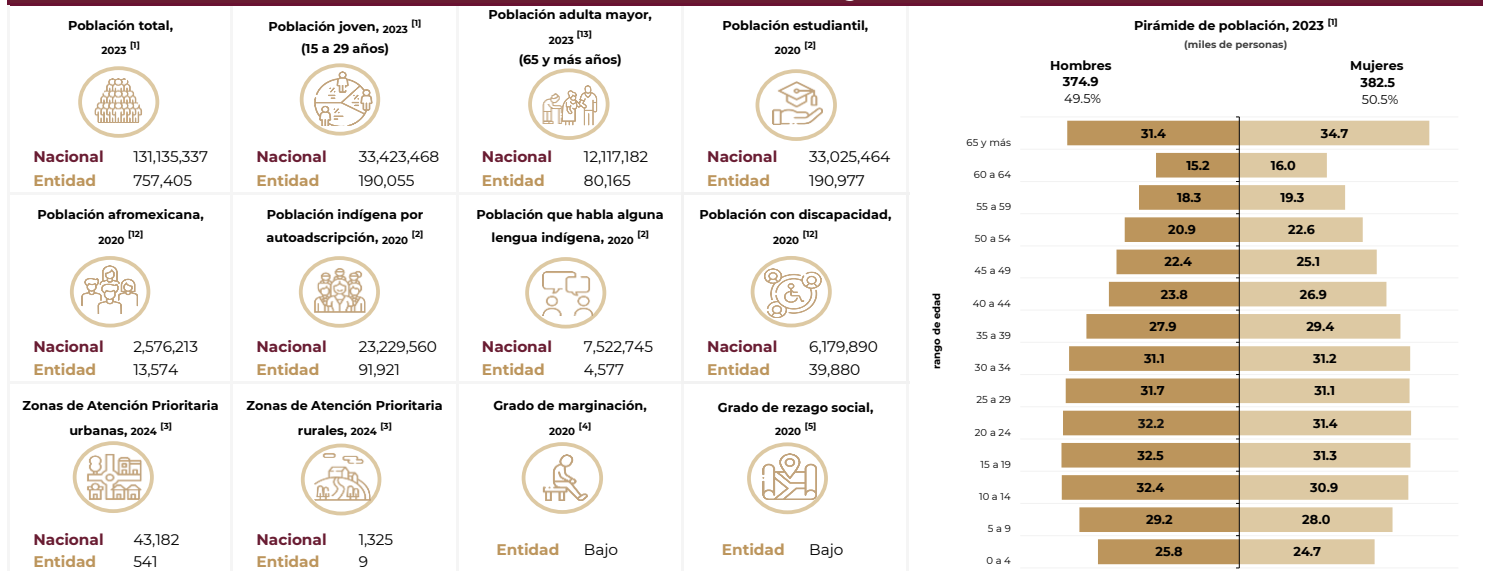 Población total,
2023 [1]
Nacional 131,135,337
Entidad 757,405
Población joven, 2023 [1]
(15 a 29 años)
Nacional 33,423,468
Entidad 190,055
Población adulta mayor,
2023 [13]
(65 y más años)
Nacional 12,117,182
Entidad 80,165
Población estudiantil,
2020 [2]
Nacional 33,025,464
Entidad 190,977
Población afromexicana,
2020 [12]
Nacional 2,576,213
Entidad 13,574
Población indígena por
autoadscripción, 2020 [2]
Nacional 23,229,560
Entidad 91,921
Población que habla alguna
lengua indígena, 2020 [2]
Nacional 7,522,745
Entidad 4,577
Población con discapacidad,
2020 [12]
Nacional 6,179,890
Entidad 39,880
Zonas de Atención Prioritaria
urbanas, 2024 [3]
Nacional 43,182
Entidad 541
Zonas de Atención Prioritaria
rurales, 2024 [3]
Nacional 1,325
Entidad 9
Grado de marginación,
2020 [4]
Entidad Bajo
Grado de rezago social,
2020 [5]
Entidad Bajo
Pirámide de población, 2023 [1]
(miles de personas)
Hombres Mujeres
374.9 382.5
49.5% 50.5%
rango de edad
65 y más 31.4 34.7
60 a 64 15.2 16.0
55 a 59 18.3 19.3
50 a 54 20.9 22.6
45 a 49 22.4 25.1
40 a 44 23.8 26.9
35 a 39 27.9 29.4
30 a 34 31.1 31.2
25 a 29 31.7 31.1
20 a 24 32.2 31.4
15 a 19 32.5 31.3
10 a 14 32.4 30.9
5 a 9 29.2 28.0
0 a 4 25.8 24.7